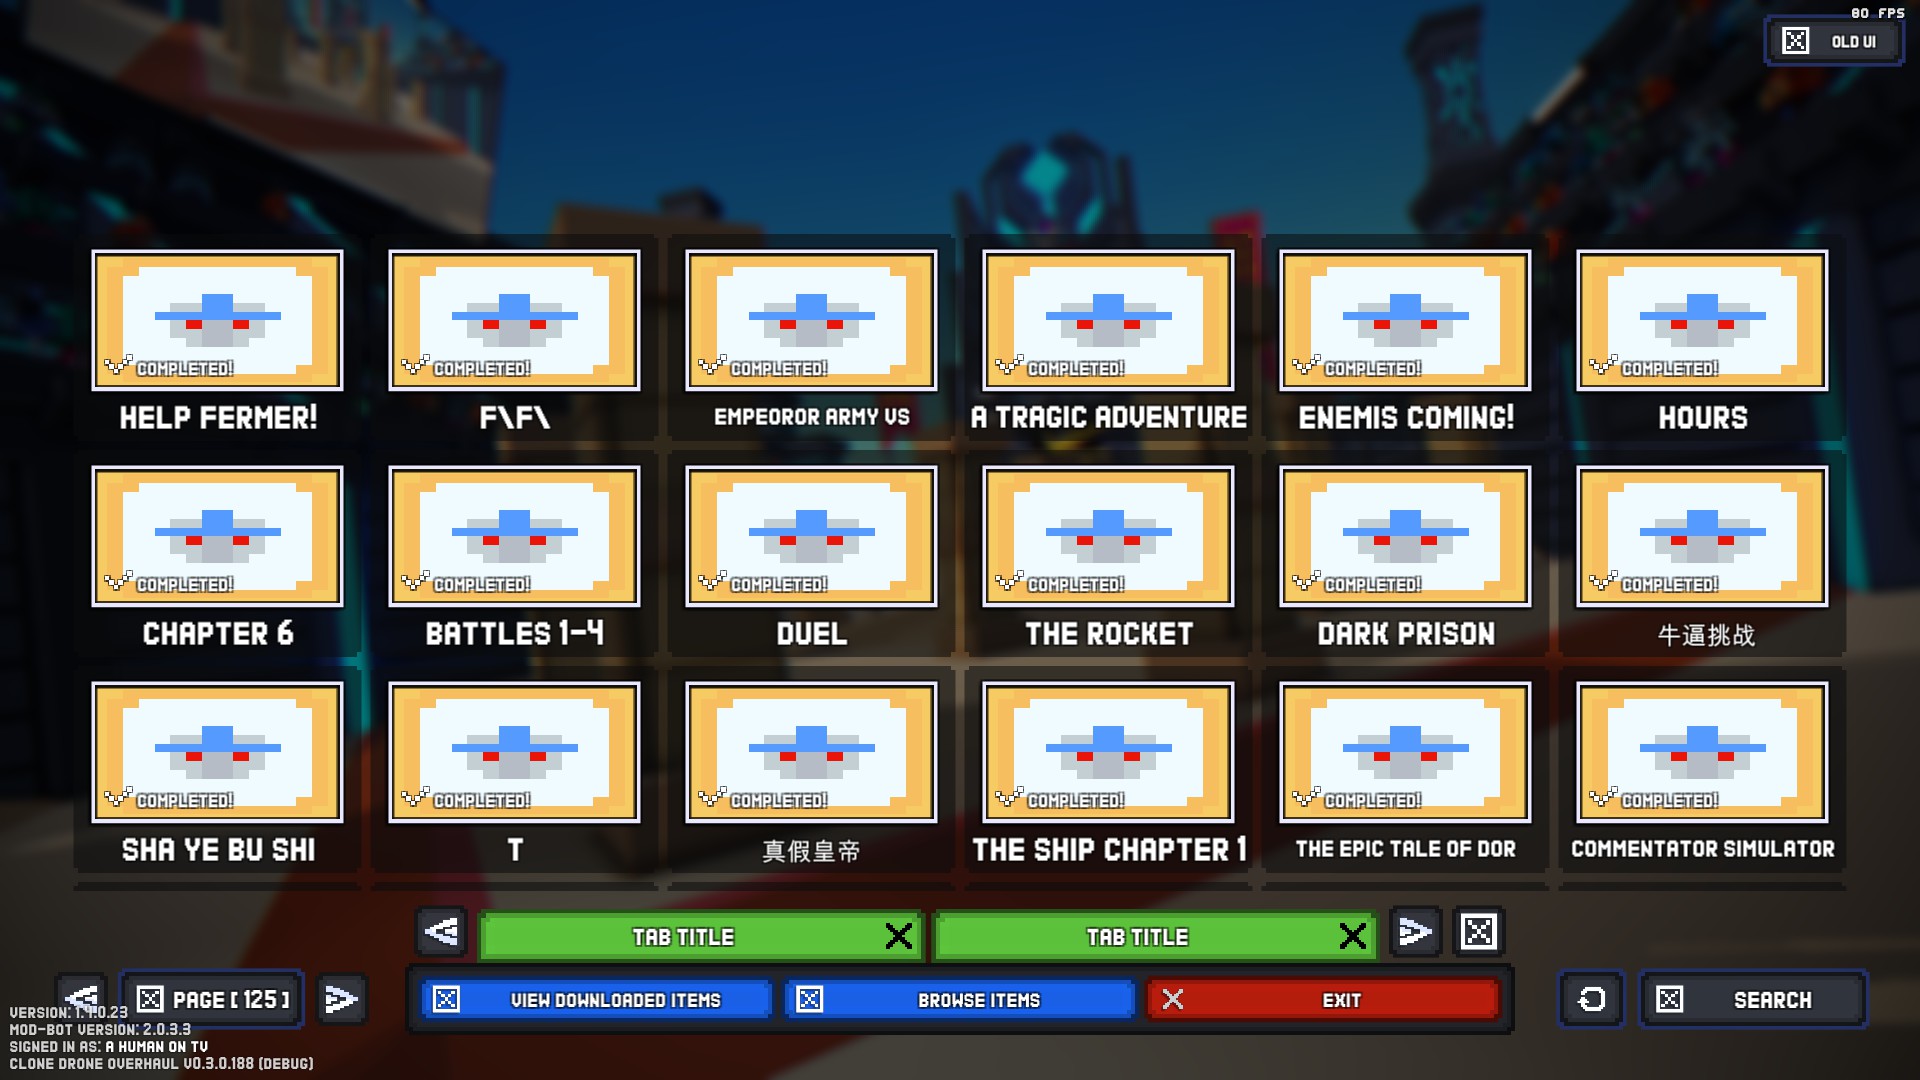 80 FPS
OLD UI
COMPLETED!
COMPLETED!
COMPLETED!
COMPLETED!
COMPLETED!
COMPLETED!
HELP FERMER!
F\F\
EMPEOROR ARMY VS
A TRAGIC ADVENTURE
ENEMIS COMING!
HOURS
COMPLETED!
COMPLETED!
COMPLETED!
COMPLETED!
COMPLETED!
COMPLETED!
CHAPTER 6
BATTLES 1-4
DUEL
THE ROCKET
DARK PRISON
牛逼挑战
COMPLETED!
COMPLETED!
COMPLETED!
COMPLETED!
COMPLETED!
COMPLETED!
SHA YE BU SHI
T
真假皇帝
THE SHIP CHAPTER 1
THE EPIC TALE OF DOR
COMMENTATOR SIMULATOR
TAB TITLE
TAB TITLE
PAGE [ 125 ]
VIEW DOWNLOADED ITEMS
BROWSE ITEMS
EXIT
SEARCH
VERSION: 1.1.0.23
MOD-BOT VERSION: 2.0.3.3
SIGNED IN AS: A HUMAN ON TV
CLONE DRONE OVERHAUL V0.3.0.188 (DEBUG)